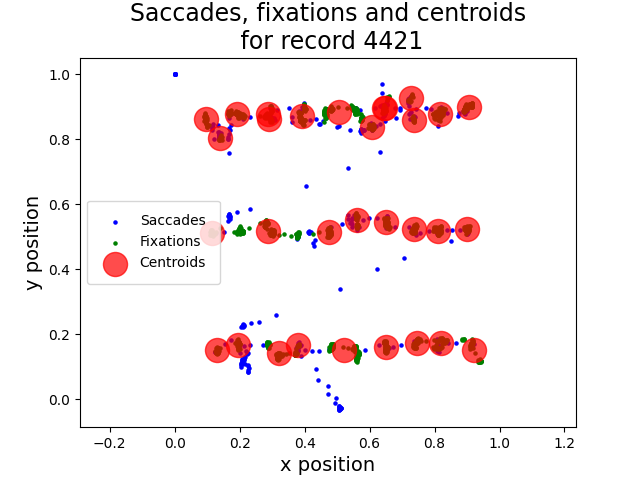 Saccades, fixations and centroids
for record 4421
1.0
0.8
0.6
0.4
0.2
0.0
y position
Saccades
Fixations
Centroids
−0.2
0.0
0.2
0.4
0.6
0.8
1.0
1.2
x position